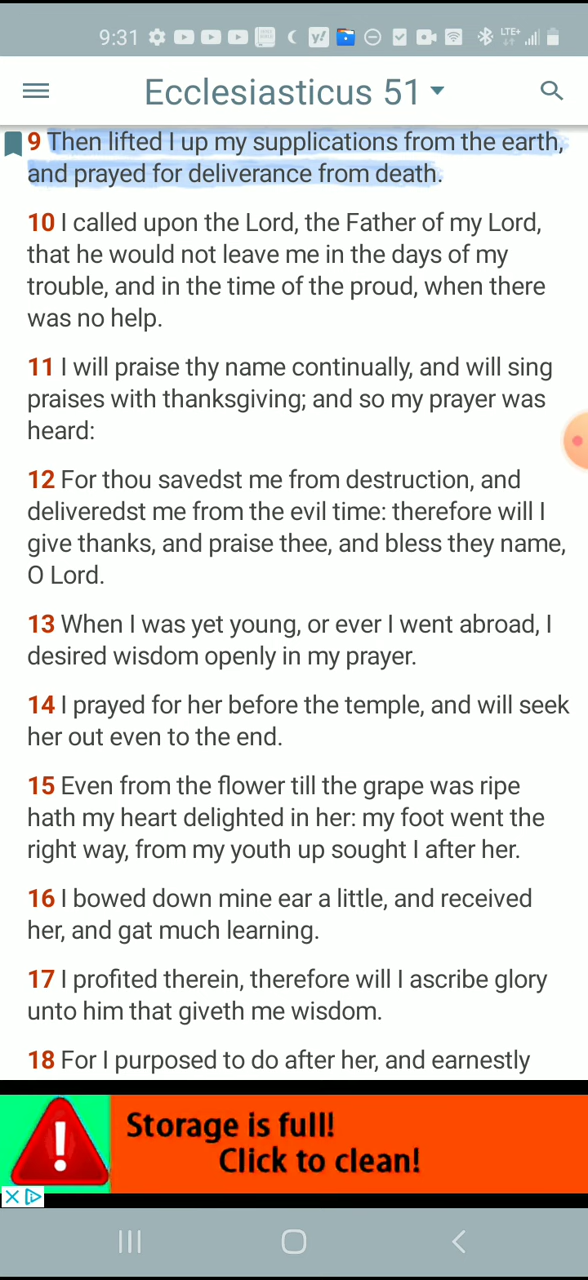 9:31 LTE+
Ecclesiasticus 51
9 Then lifted I up my supplications from the earth,
and prayed for deliverance from death.
10 I called upon the Lord, the Father of my Lord,
that he would not leave me in the days of my
trouble, and in the time of the proud, when there
was no help.
11 I will praise thy name continually, and will sing
praises with thanksgiving; and so my prayer was
heard:
12 For thou savedst me from destruction, and
deliveredst me from the evil time: therefore will I
give thanks, and praise thee, and bless they name,
O Lord.
13 When I was yet young, or ever I went abroad, I
desired wisdom openly in my prayer.
14 I prayed for her before the temple, and will seek
her out even to the end.
15 Even from the flower till the grape was ripe
hath my heart delighted in her: my foot went the
right way, from my youth up sought I after her.
16 I bowed down mine ear a little, and received
her, and gat much learning.
17 I profited therein, therefore will I ascribe glory
unto him that giveth me wisdom.
18 For I purposed to do after her, and earnestly
Storage is full!
Click to clean!